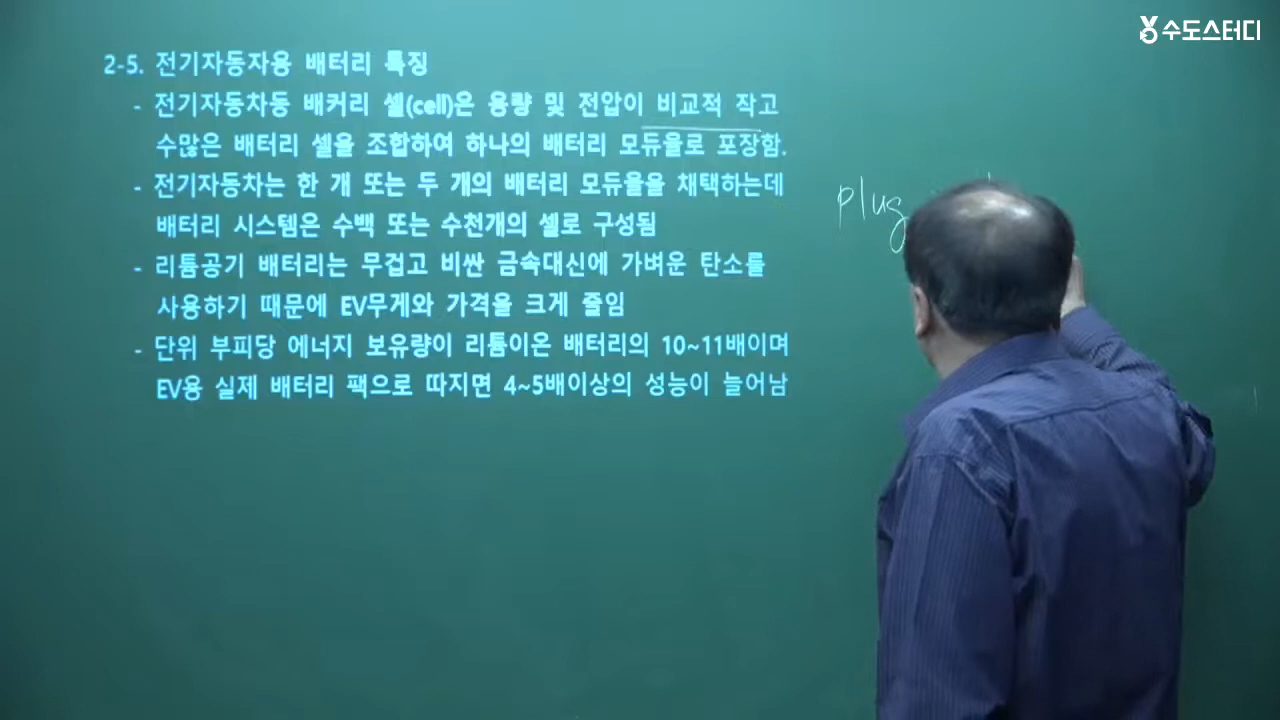 수도스터디
2-5. 전기자동자용 배터리 특징
- 전기자동차동 배커리 셀(cell)은 용량 및 전압이 비교적 작고
수많은 배터리 셀을 조합하여 하나의 배터리 모듀율로 포장함.
- 전기자동차는 한 개 또는 두 개의 배터리 모듀율을 채택하는데
배터리 시스템은 수백 또는 수천개의 셀로 구성됨
- 리튬공기 배터리는 무겁고 비싼 금속대신에 가벼운 탄소를
사용하기 때문에 EV무게와 가격을 크게 줄임
- 단위 부피당 에너지 보유량이 리튬이온 배터리의 10~11배이며
EV용 실제 배터리 팩으로 따지면 4~5배이상의 성능이 늘어남
plug